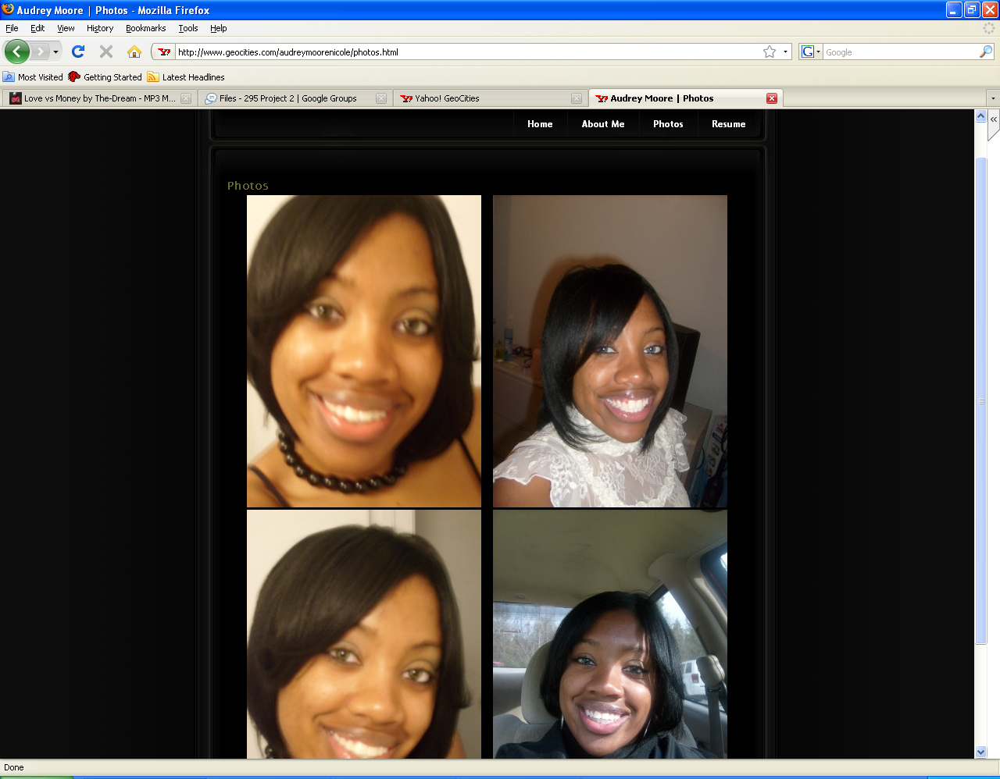 Audrey Moore | Photos - Mozilla Firefox
File Edit View History Bookmarks Tools Help
http://www.geocities.com/audreymoorenicole/photos.html
Google
Most Visited Getting Started Latest Headlines
Love vs Money by The-Dream - MP3 M...
Files - 295 Project 2 | Google Groups
Yahoo! GeoCities
Audrey Moore | Photos
Home About Me Photos Resume
Photos
Done